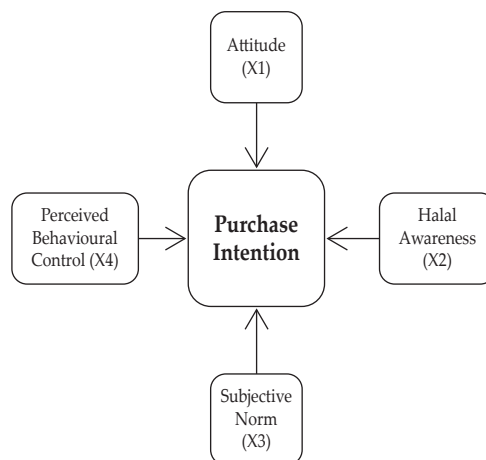 Attitude
(X1)
Perceived
Behavioural
Control (X4)
Purchase
Intention
Halal
Awareness
(X2)
Subjective
Norm
(X3)